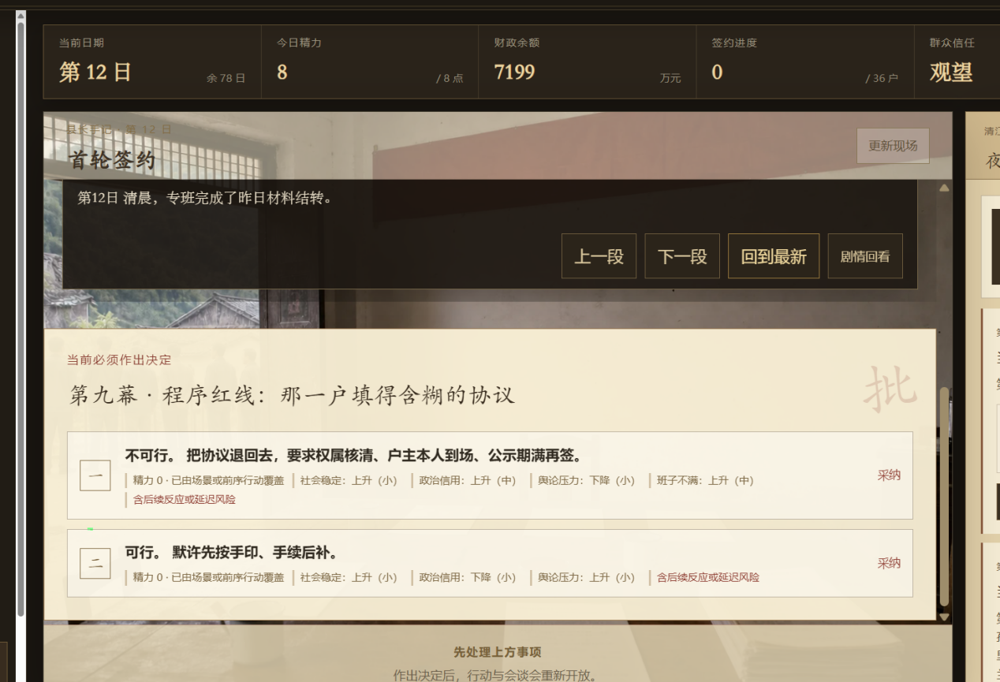 当前日期
第 12 日
余 78 日
今日精力
8
/ 8 点
财政余额
7199
万元
签约进度
0
/ 36 户
群众信任
观望
县长手记 · 第 12 日
首轮签约
更新现场
第12日 清晨，专班完成了昨日材料结转。
上一段
下一段
回到最新
剧情回看
当前必须作出决定
第九幕 · 程序红线：那一户填得含糊的协议
批
一
不可行。 把协议退回去，要求权属核清、户主本人到场、公示期满再签。
精力 0 · 已由场景或前序行动覆盖
社会稳定：上升（小）
政治信用：上升（中）
舆论压力：下降（小）
班子不满：上升（中）
含后续反应或延迟风险
采纳
二
可行。 默许先按手印、手续后补。
精力 0 · 已由场景或前序行动覆盖
社会稳定：上升（小）
政治信用：下降（小）
舆论压力：上升（小）
含后续反应或延迟风险
采纳
先处理上方事项
作出决定后，行动与会谈会重新开放。
清
夜